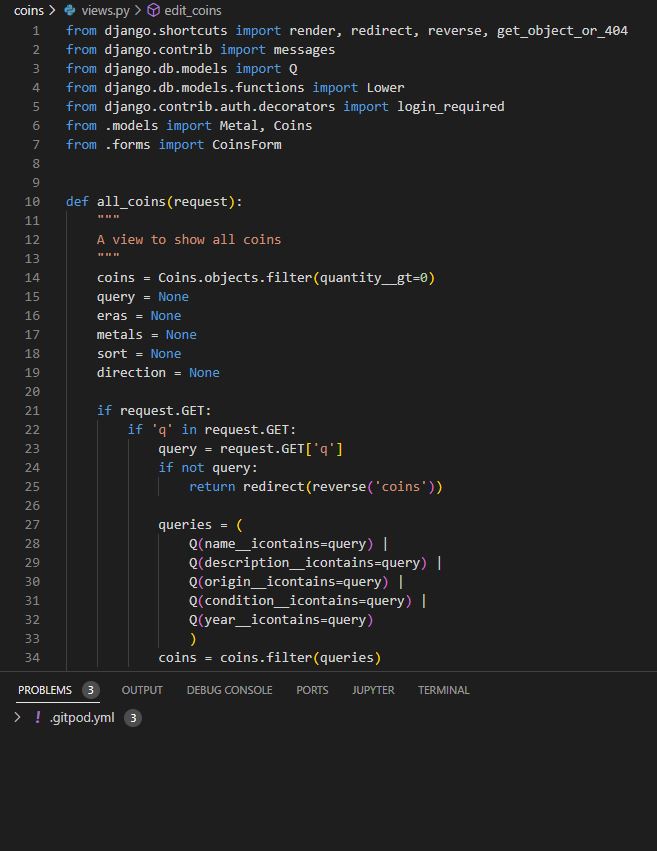 coins > views.py > edit_coins
1 from django.shortcuts import render, redirect, reverse, get_object_or_404
2 from django.contrib import messages
3 from django.db.models import Q
4 from django.db.models.functions import Lower
5 from django.contrib.auth.decorators import login_required
6 from .models import Metal, Coins
7 from .forms import CoinsForm
8
9
10 def all_coins(request):
11     """
12     A view to show all coins
13     """
14     coins = Coins.objects.filter(quantity__gt=0)
15     query = None
16     eras = None
17     metals = None
18     sort = None
19     direction = None
20
21     if request.GET:
22         if 'q' in request.GET:
23             query = request.GET['q']
24             if not query:
25                 return redirect(reverse('coins'))
26
27             queries = (
28                 Q(name__icontains=query) |
29                 Q(description__icontains=query) |
30                 Q(origin__icontains=query) |
31                 Q(condition__icontains=query) |
32                 Q(year__icontains=query)
33                 )
34             coins = coins.filter(queries)
PROBLEMS 3 OUTPUT DEBUG CONSOLE PORTS JUPYTER TERMINAL
> ! .gitpod.yml 3